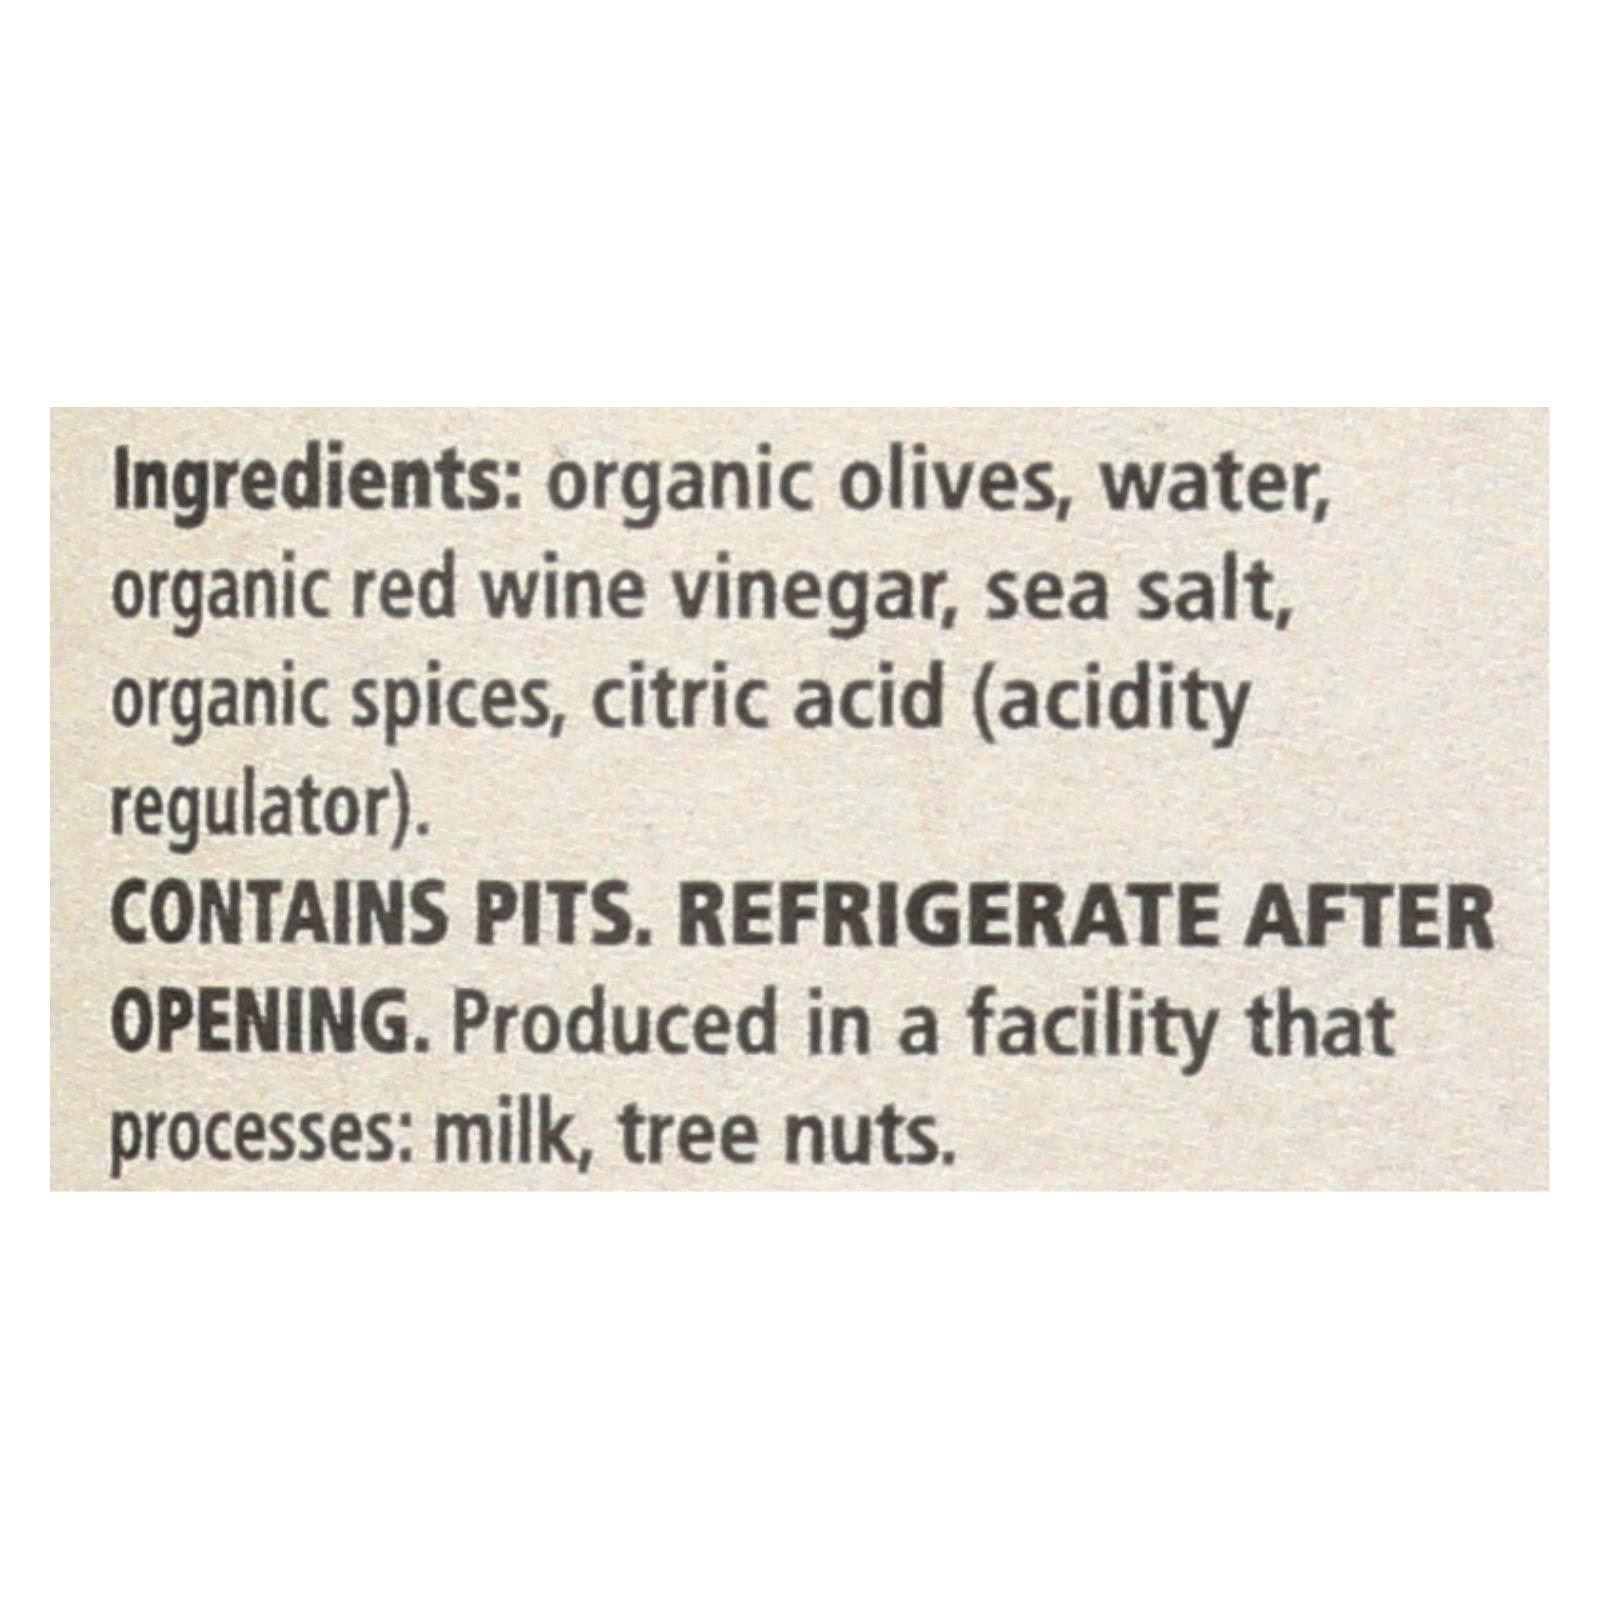 Ingredients: organic olives, water,
organic red wine vinegar, sea salt,
organic spices, citric acid (acidity
regulator).
CONTAINS PITS. REFRIGERATE AFTER
OPENING. Produced in a facility that
processes: milk, tree nuts.